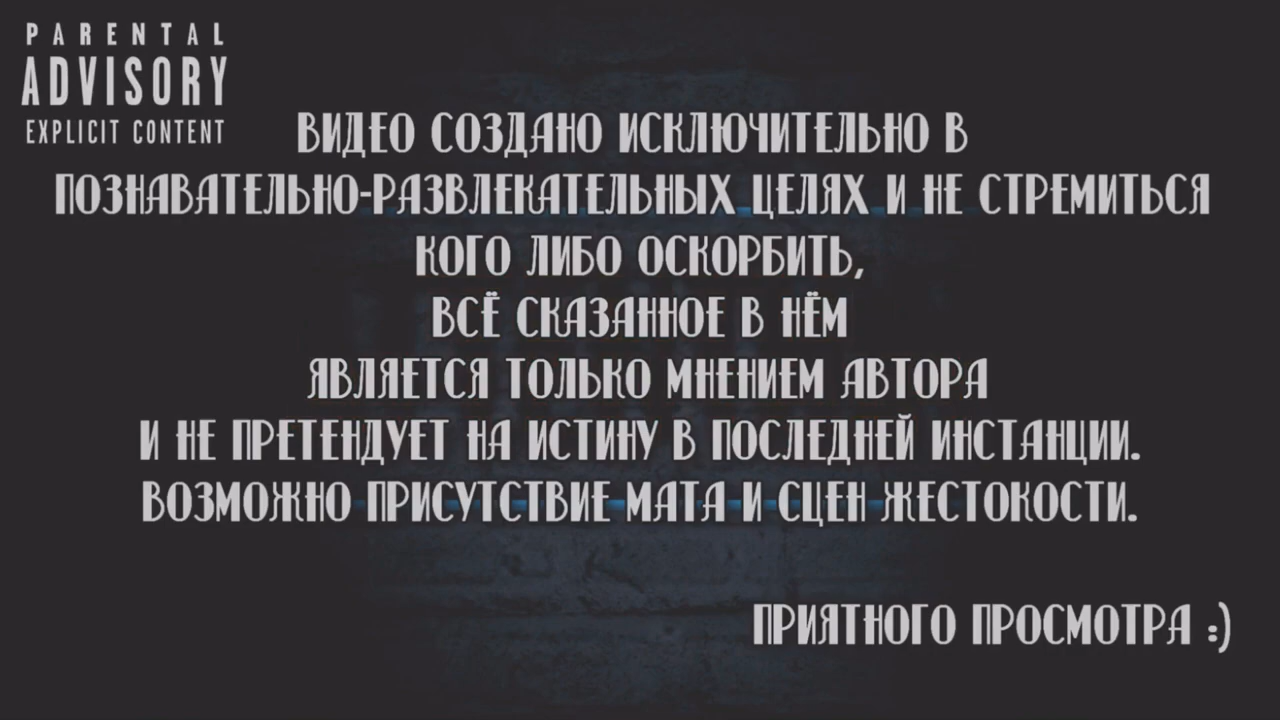 PARENTAL
ADVISORY
EXPLICIT CONTENT
ВИДЕО СОЗДАНО ИСКЛЮЧИТЕЛЬНО В
ПОЗНАВАТЕЛЬНО-РАЗВЛЕКАТЕЛЬНЫХ ЦЕЛЯХ И НЕ СТРЕМИТЬСЯ
КОГО ЛИБО ОСКОРБИТЬ,
ВСЁ СКАЗАННОЕ В НЁМ
ЯВЛЯЕТСЯ ТОЛЬКО МНЕНИЕМ АВТОРА
И НЕ ПРЕТЕНДУЕТ НА ИСТИНУ В ПОСЛЕДНЕЙ ИНСТАНЦИИ.
ВОЗМОЖНО ПРИСУТСТВИЕ МАТА И СЦЕН ЖЕСТОКОСТИ.
ПРИЯТНОГО ПРОСМОТРА :)